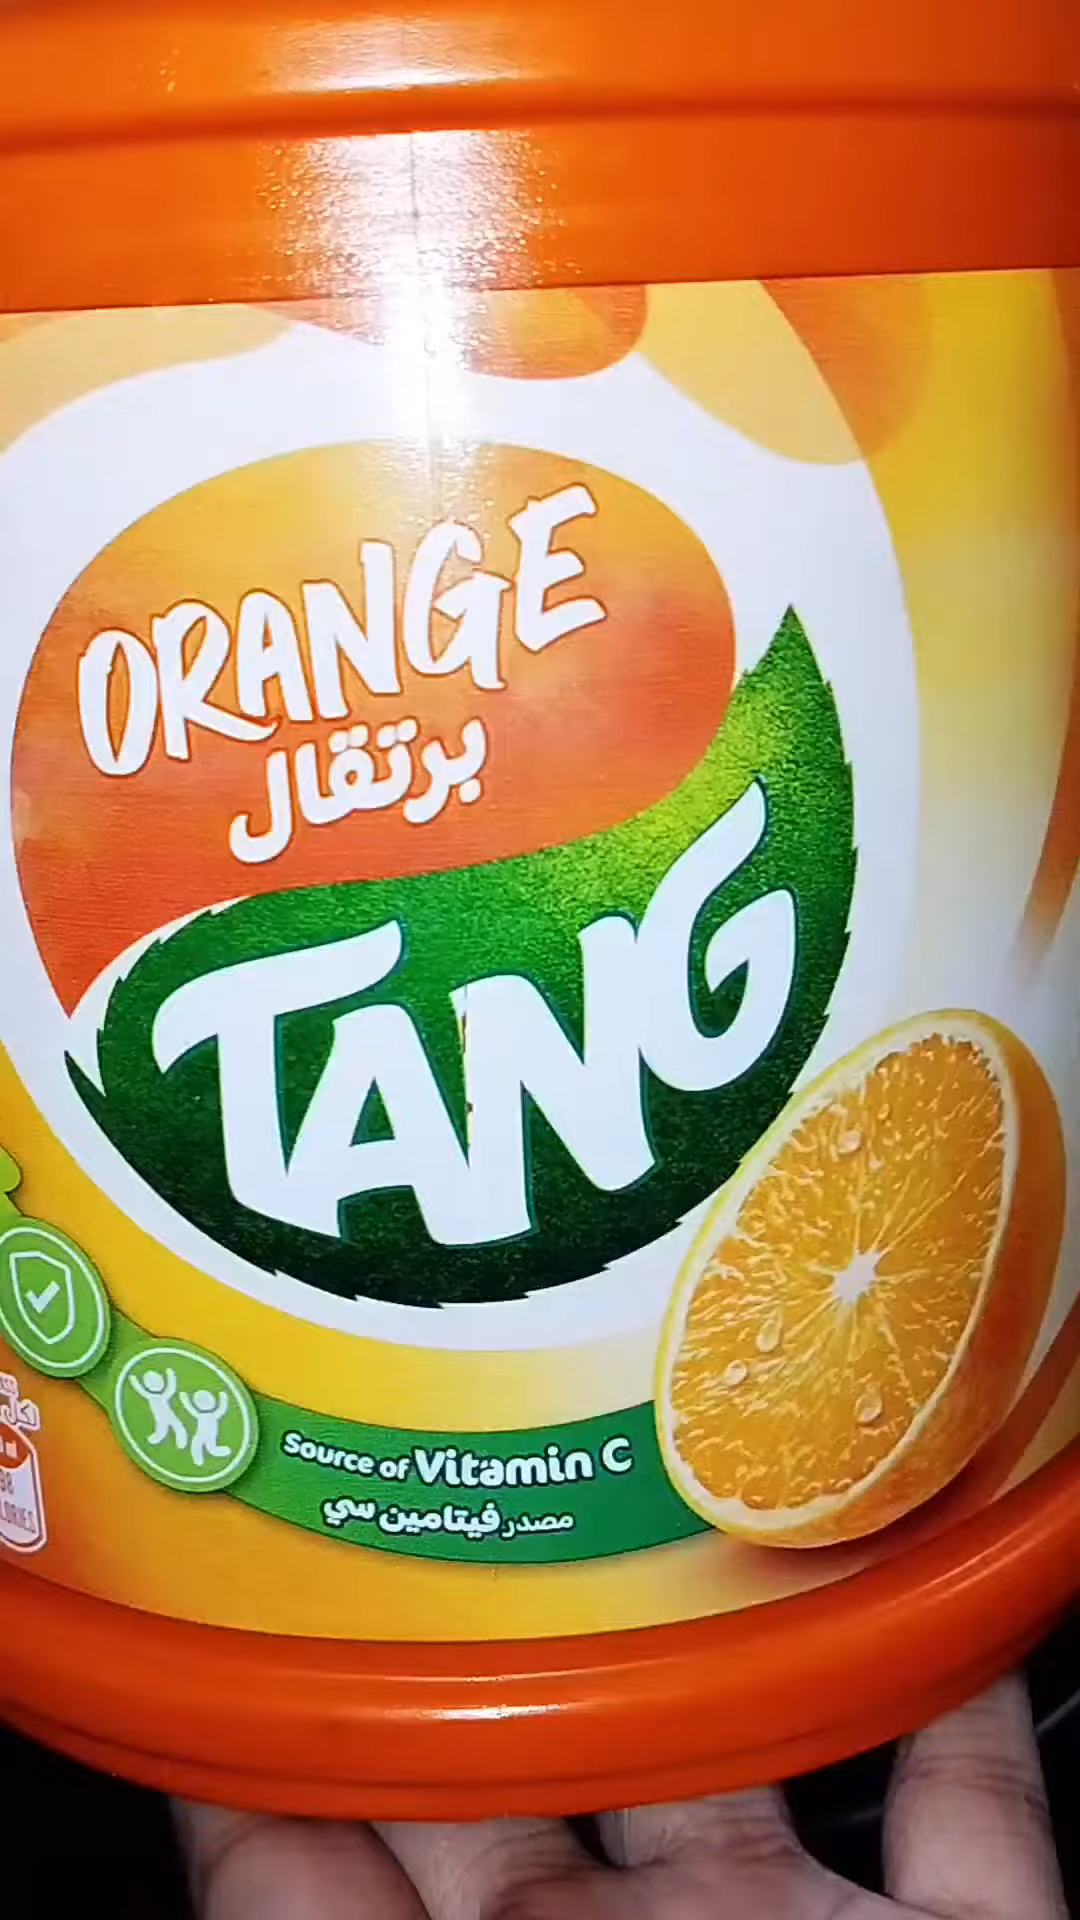 ORANGE
برتقال
TANG
Source of Vitamin C
مصدر فيتامين سي